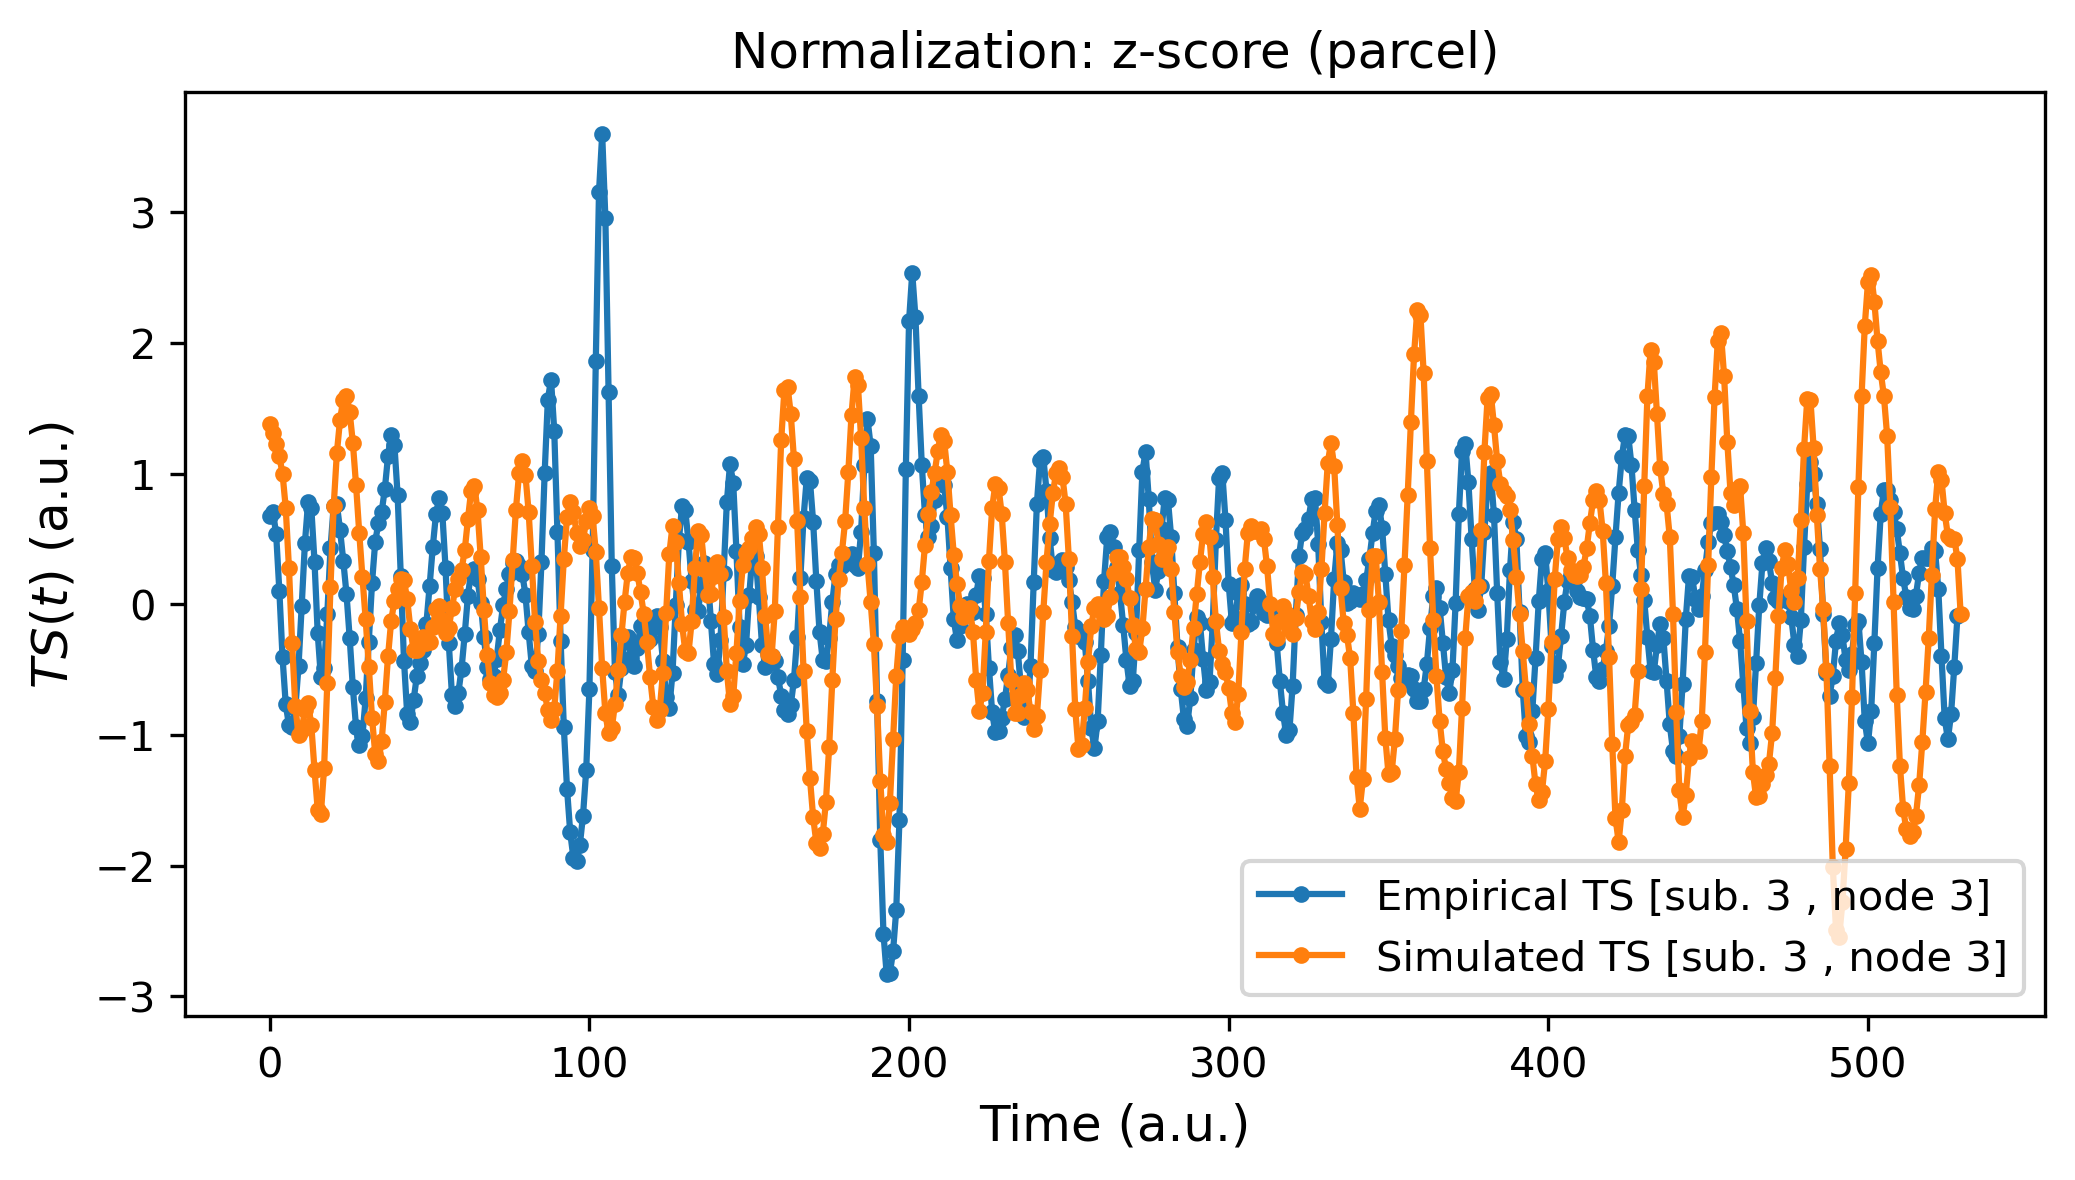 Normalization: z-score (parcel)
TS(t) (a.u.)
3
2
1
0
−1
−2
−3
Empirical TS [sub. 3 , node 3]
Simulated TS [sub. 3 , node 3]
0 100 200 300 400 500
Time (a.u.)